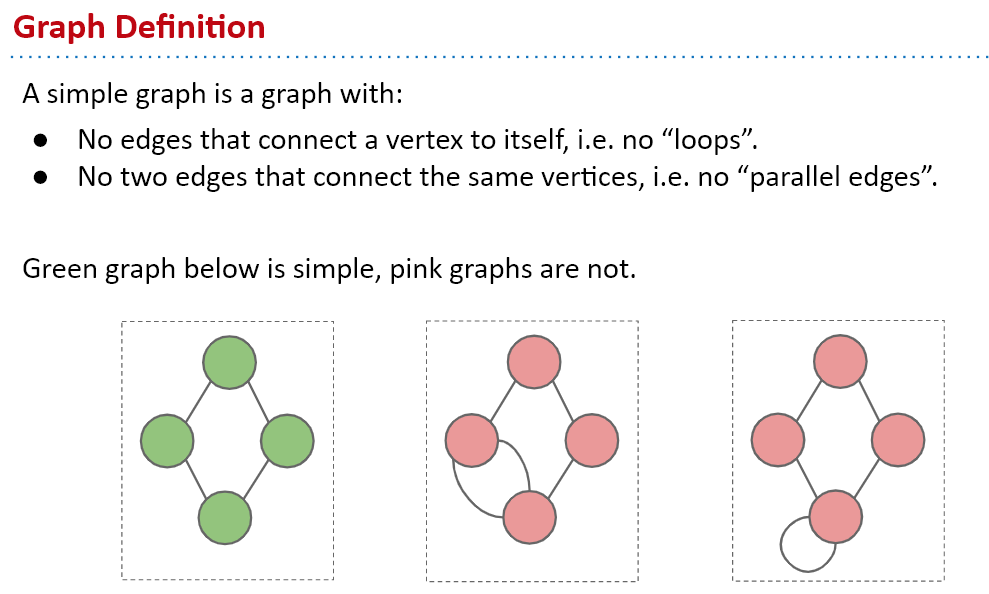 Graph Definition
A simple graph is a graph with:
● No edges that connect a vertex to itself, i.e. no “loops”.
● No two edges that connect the same vertices, i.e. no “parallel edges”.
Green graph below is simple, pink graphs are not.